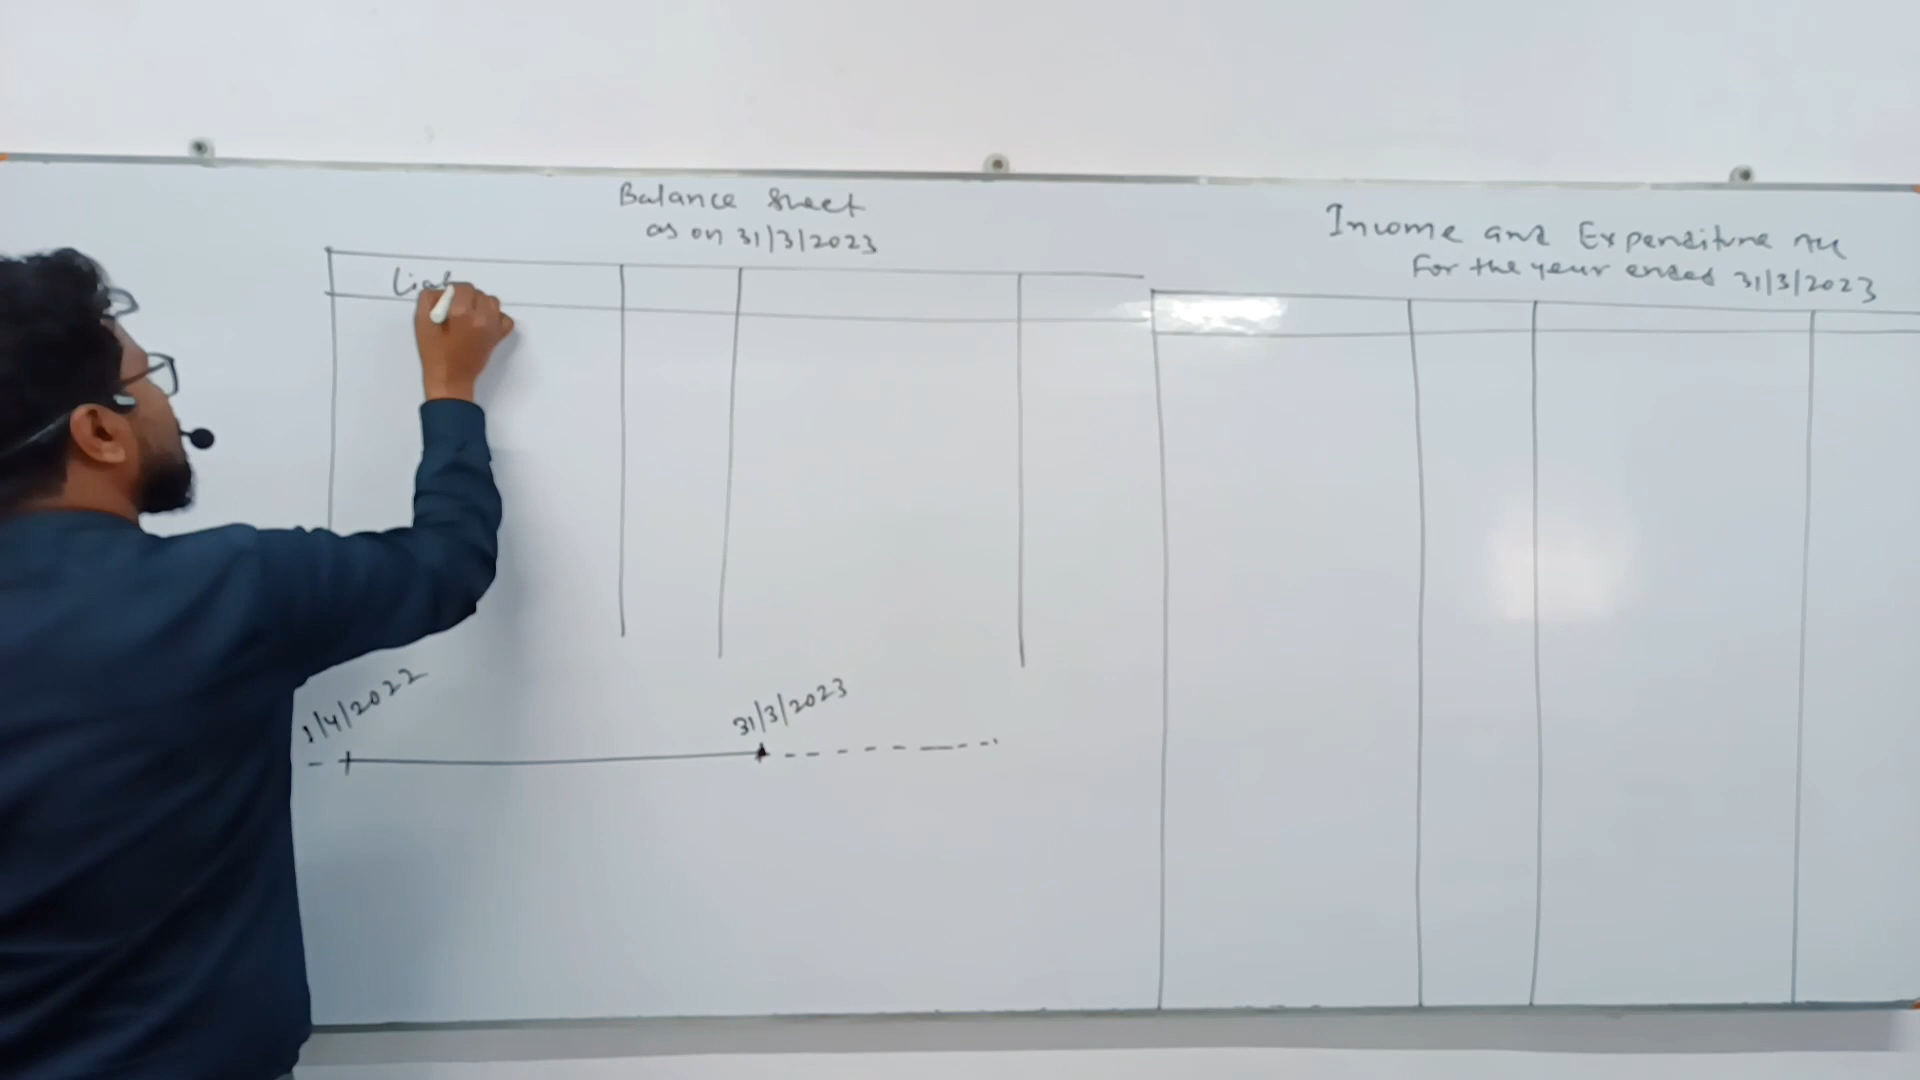 Balance Sheet
as on 31/3/2023
Liab
1/4/2022
31/3/2023
Income and Expenditure A/c
For the year ended 31/3/2023